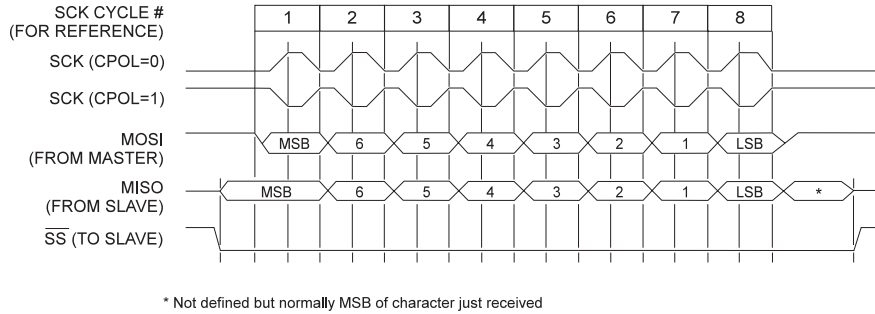 SCK CYCLE #
(FOR REFERENCE)
1 2 3 4 5 6 7 8
SCK (CPOL=0)
SCK (CPOL=1)
MOSI
(FROM MASTER)
MSB 6 5 4 3 2 1 LSB
MISO
(FROM SLAVE)
MSB 6 5 4 3 2 1 LSB *
SS (TO SLAVE)
* Not defined but normally MSB of character just received